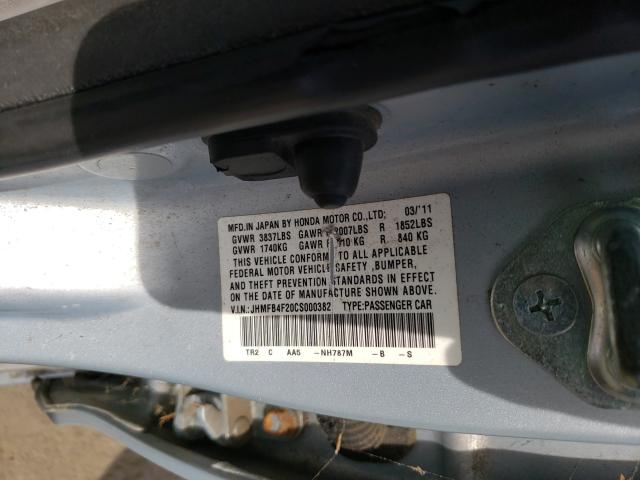 MFD.IN JAPAN BY HONDA MOTOR CO.,LTD; 03/'11
GVWR 3837LBS GAWR 2007LBS R 1852LBS
GVWR 1740KG GAWR 910 KG R 840 KG
THIS VEHICLE CONFORMS TO ALL APPLICABLE
FEDERAL MOTOR VEHICLE SAFETY ,BUMPER,
AND THEFT PREVENTION STANDARDS IN EFFECT
ON THE DATE OF MANUFACTURE SHOWN ABOVE.
V.I.N.: JHMFB4F20CS000382 TYPE:PASSENGER CAR
TR2 C AA5 -NH787M -B -S